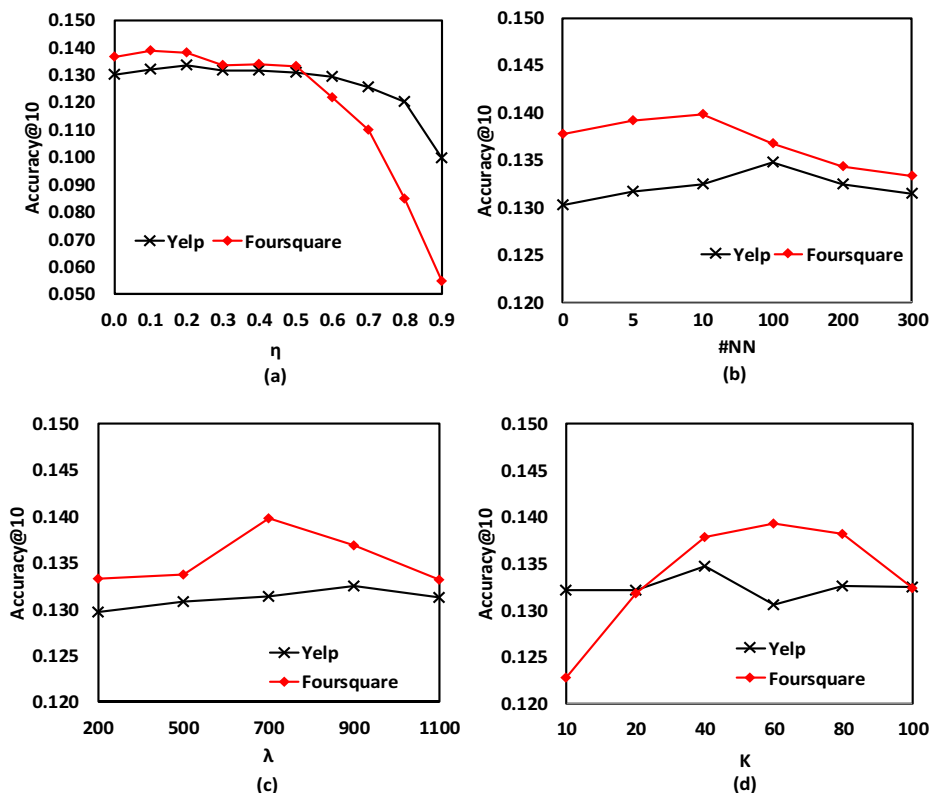 0.150
0.140
0.130
0.120
0.110
0.100
0.090
0.080
0.070
0.060
0.050
Accuracy@10
Yelp
Foursquare
0.0 0.1 0.2 0.3 0.4 0.5 0.6 0.7 0.8 0.9
η
(a)
0.150
0.145
0.140
0.135
0.130
0.125
0.120
Accuracy@10
Yelp
Foursquare
0 5 10 100 200 300
#NN
(b)
0.150
0.145
0.140
0.135
0.130
0.125
0.120
Accuracy@10
Yelp
Foursquare
200 500 700 900 1100
λ
(c)
0.150
0.145
0.140
0.135
0.130
0.125
0.120
Accuracy@10
Yelp
Foursquare
10 20 40 60 80 100
K
(d)